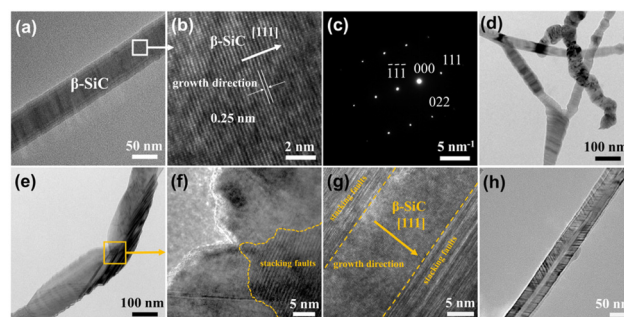 (a)
β-SiC
50 nm
(b)
β-SiC
[111]
growth direction
0.25 nm
2 nm
(c)
111
000
1̄1̄1̄
022
5 nm⁻¹
(d)
100 nm
(e)
100 nm
(f)
stacking faults
5 nm
(g)
stacking faults
β-SiC
[111]
growth direction
stacking faults
5 nm
(h)
50 nm